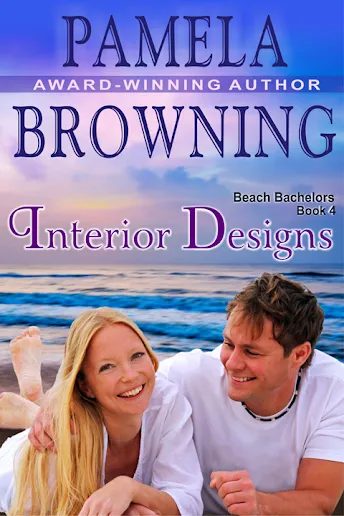 PAMELA
AWARD-WINNING AUTHOR
BROWNING
Beach Bachelors
Book 4
Interior Designs